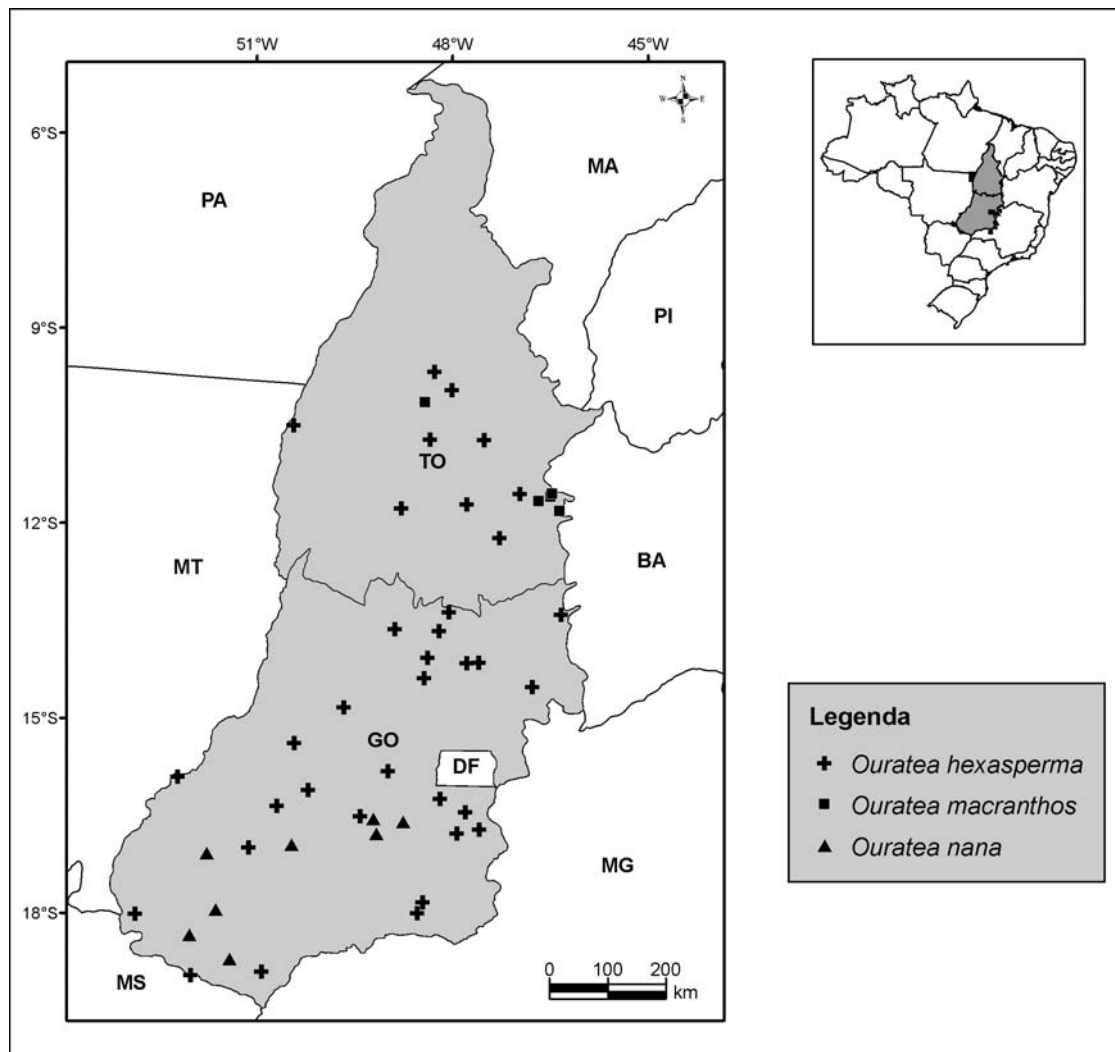 51°W 48°W 45°W
N
W E
S
6°S
MA
PA
PI
9°S
TO
12°S
BA
MT
15°S
GO
DF
Legenda
Ouratea hexasperma
Ouratea macranthos
Ouratea nana
MG
18°S
MS
0 100 200
km